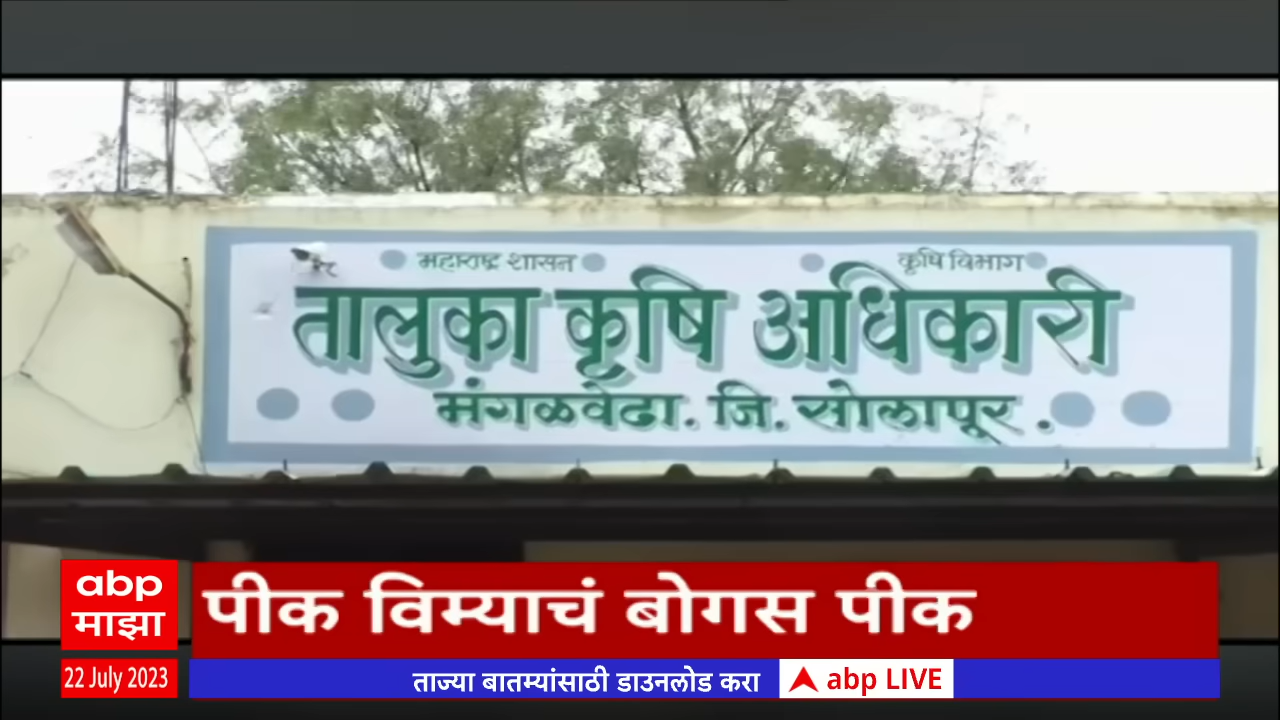 महाराष्ट्र शासन कृषि विभाग
तालुका कृषि अधिकारी
मंगळवेढा. जि. सोलापूर.
abp माझा
पीक विम्याचं बोगस पीक
22 July 2023
ताज्या बातम्यांसाठी डाउनलोड करा abp LIVE